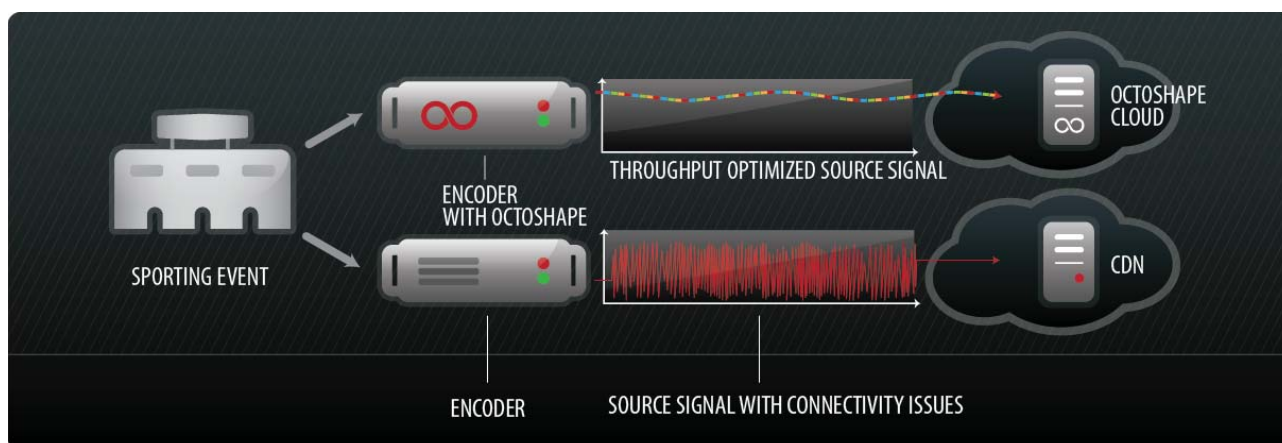 OCTOSHAPE
CLOUD
THROUGHPUT OPTIMIZED SOURCE SIGNAL
ENCODER
WITH OCTOSHAPE
SPORTING EVENT
CDN
ENCODER
SOURCE SIGNAL WITH CONNECTIVITY ISSUES